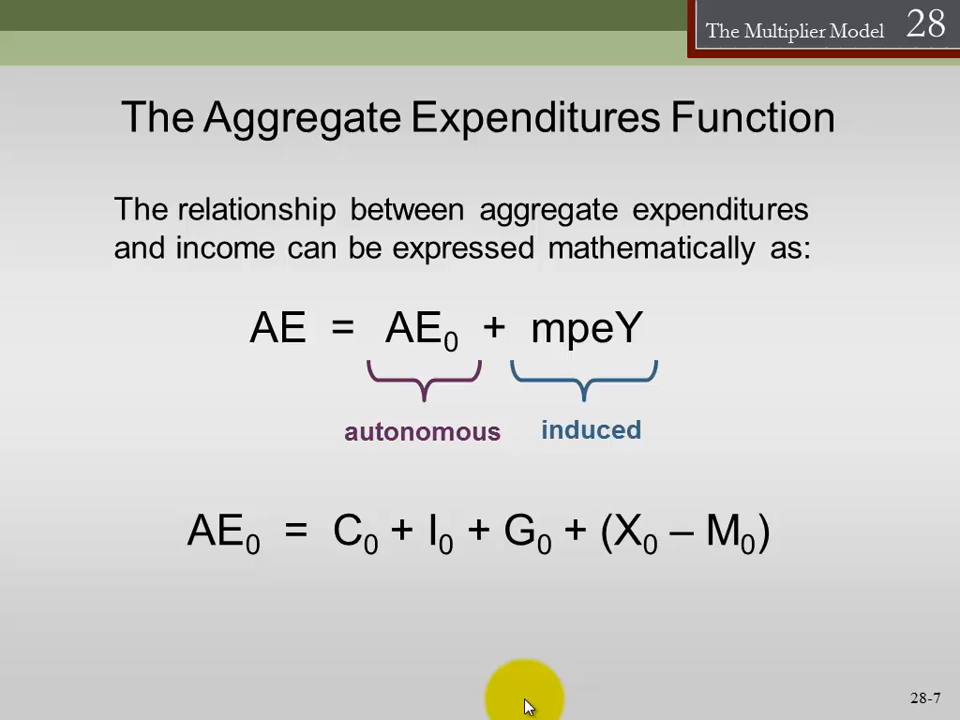 The Multiplier Model 28
The Aggregate Expenditures Function
The relationship between aggregate expenditures
and income can be expressed mathematically as:
AE = AE₀ + mpeY
autonomous induced
AE₀ = C₀ + I₀ + G₀ + (X₀ – M₀)
28-7